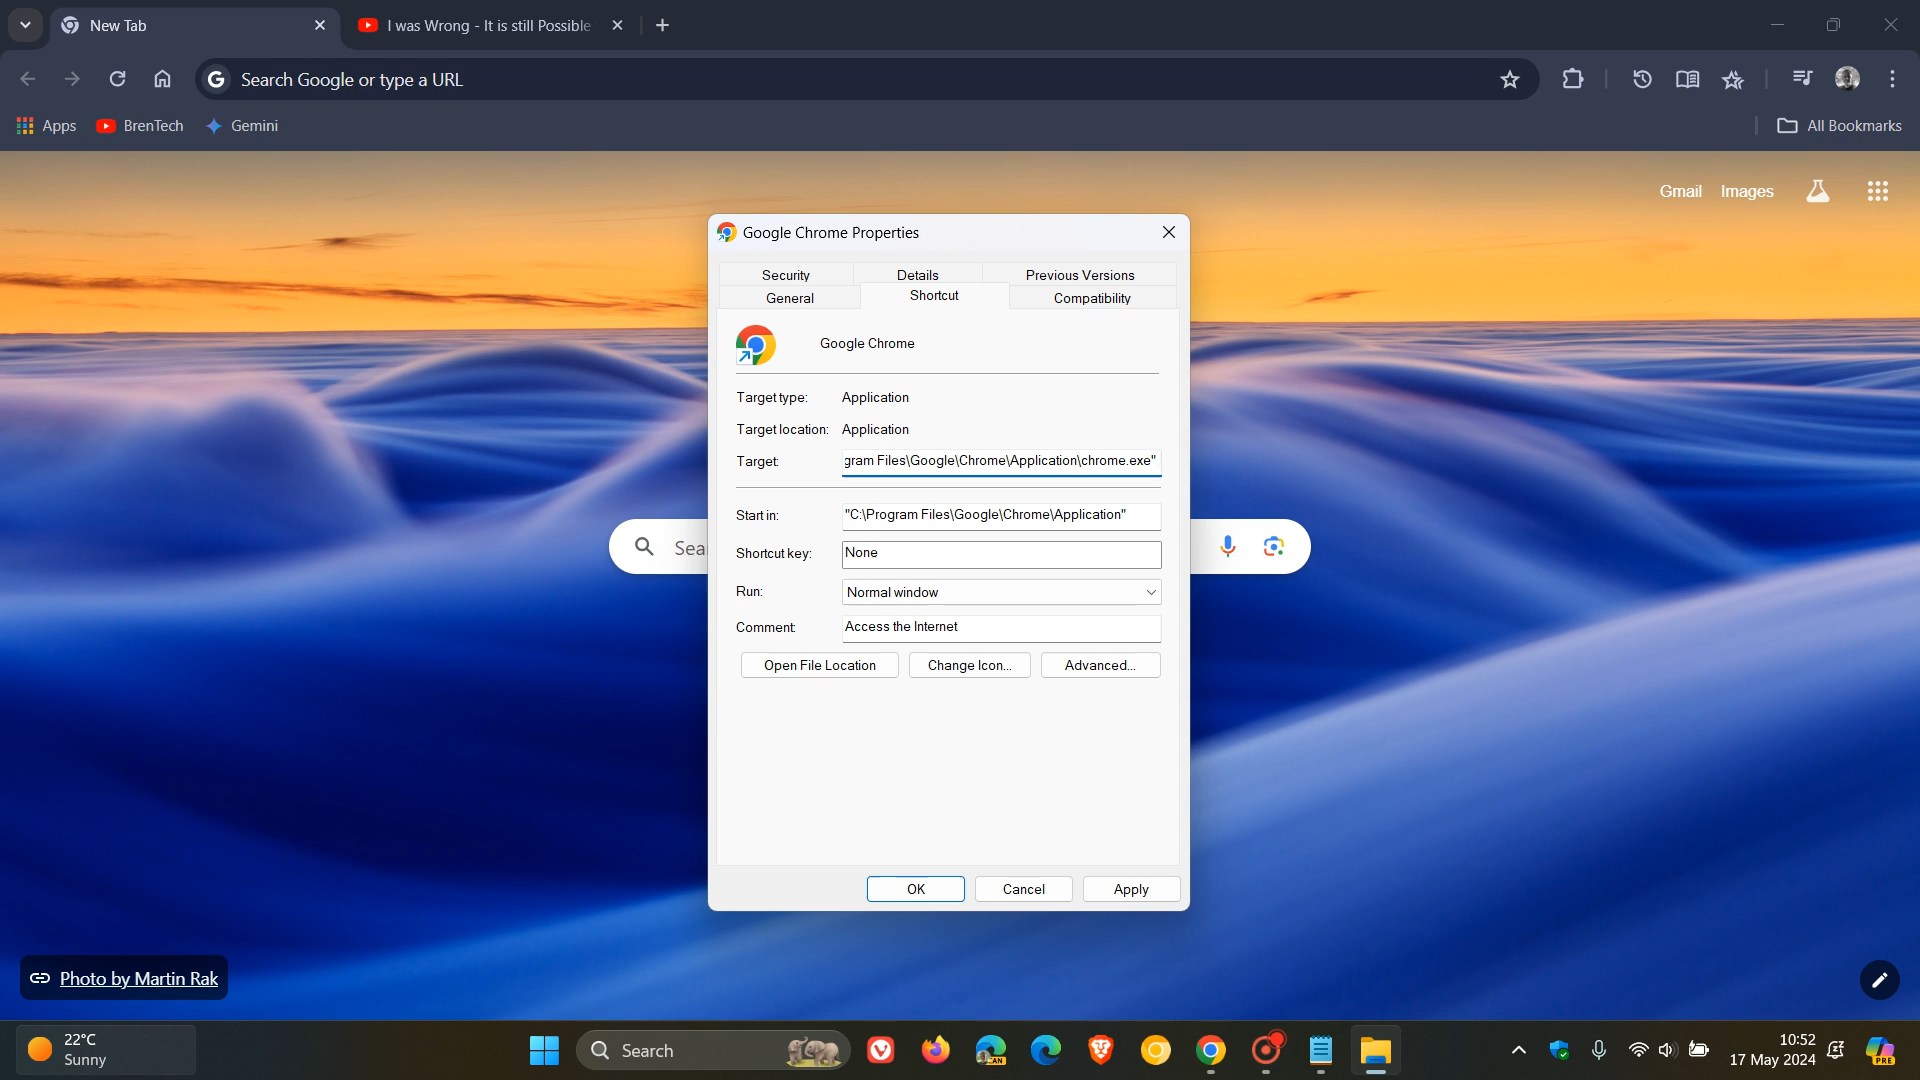 New Tab
I was Wrong - It is still Possible
Search Google or type a URL
Apps
BrenTech
Gemini
All Bookmarks
Gmail
Images
Google Chrome Properties
Security
Details
Previous Versions
General
Shortcut
Compatibility
Google Chrome
Target type: Application
Target location: Application
Target: gram Files\Google\Chrome\Application\chrome.exe"
Start in: "C:\Program Files\Google\Chrome\Application"
Sea
Shortcut key: None
Run: Normal window
Comment: Access the Internet
Open File Location
Change Icon...
Advanced...
OK
Cancel
Apply
Photo by Martin Rak
22°C
Sunny
Search
CAN
10:52
17 May 2024
PRE